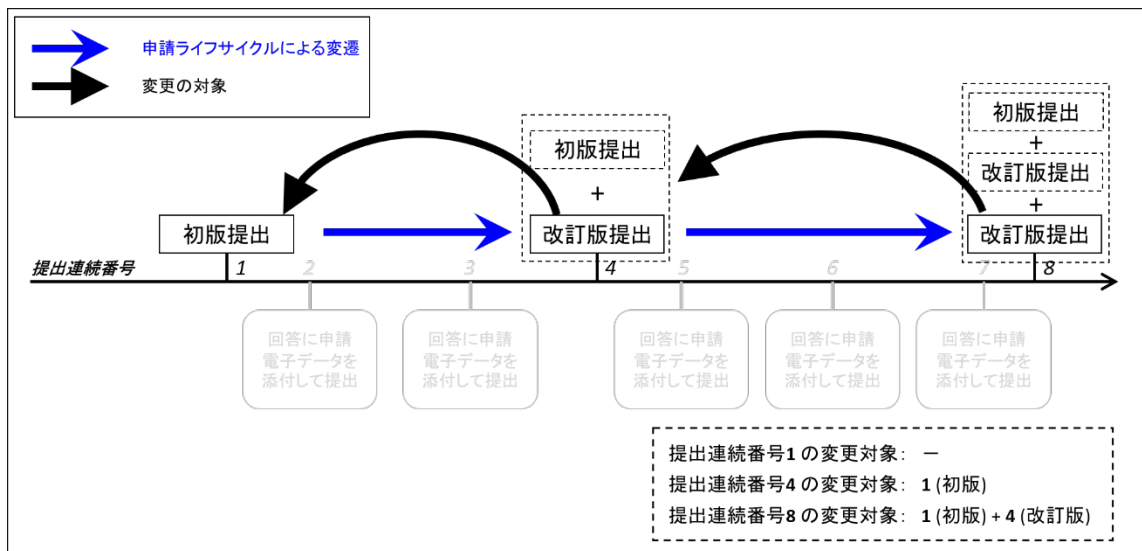 申請ライフサイクルによる変遷
変更の対象
初版提出
初版提出
+
改訂版提出
初版提出
+
改訂版提出
+
改訂版提出
提出連続番号
1
2
3
4
5
6
7
8
回答に申請
電子データを
添付して提出
回答に申請
電子データを
添付して提出
回答に申請
電子データを
添付して提出
回答に申請
電子データを
添付して提出
回答に申請
電子データを
添付して提出
提出連続番号1 の変更対象: ー
提出連続番号4 の変更対象: 1 (初版)
提出連続番号8 の変更対象: 1 (初版) + 4 (改訂版)